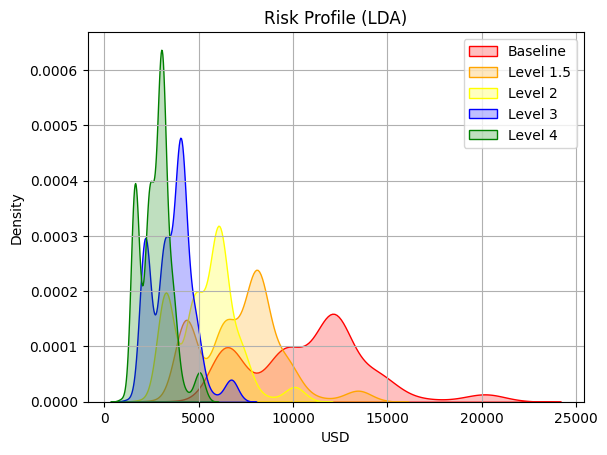 Risk Profile (LDA)
Baseline
Level 1.5
Level 2
Level 3
Level 4
0.0006
0.0005
0.0004
0.0003
0.0002
0.0001
0.0000
Density
0
5000
10000
15000
20000
25000
USD